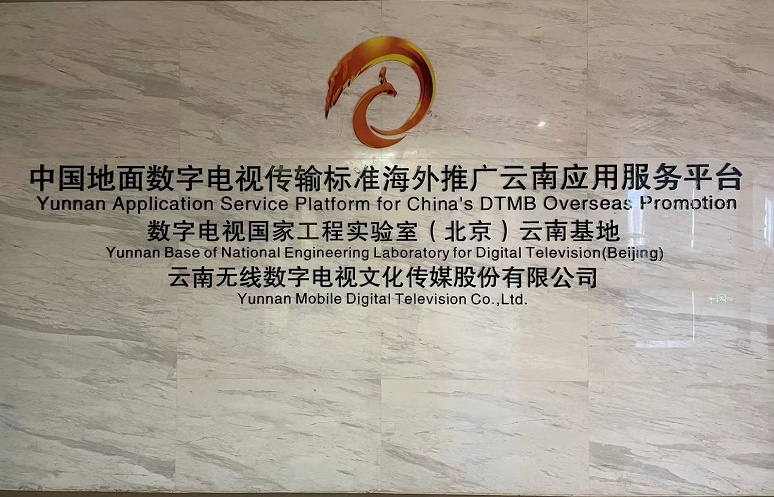 中国地面数字电视传输标准海外推广云南应用服务平台
Yunnan Application Service Platform for China's DTMB Overseas Promotion
数字电视国家工程实验室（北京）云南基地
Yunnan Base of National Engineering Laboratory for Digital Television(Beijing)
云南无线数字电视文化传媒股份有限公司
Yunnan Mobile Digital Television Co.,Ltd.